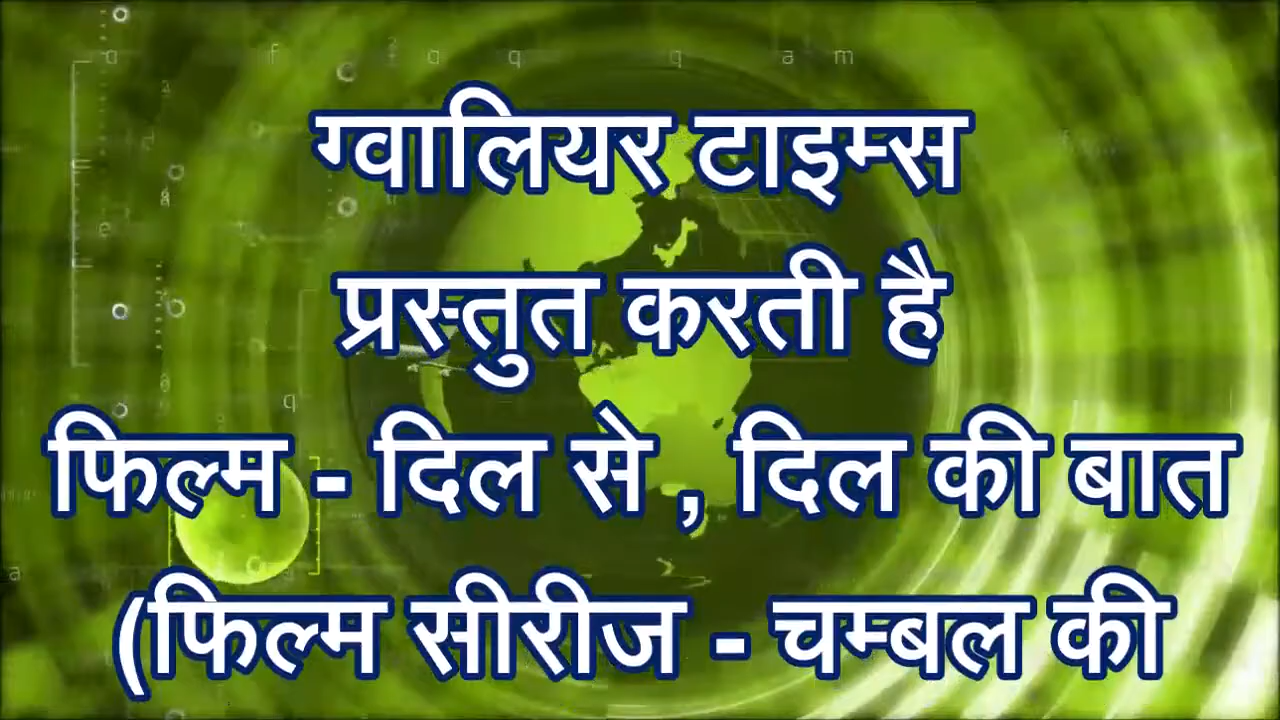 ग्वालियर टाइम्स
प्रस्तुत करती है
फिल्म - दिल से , दिल की बात
(फिल्म सीरीज - चम्बल की